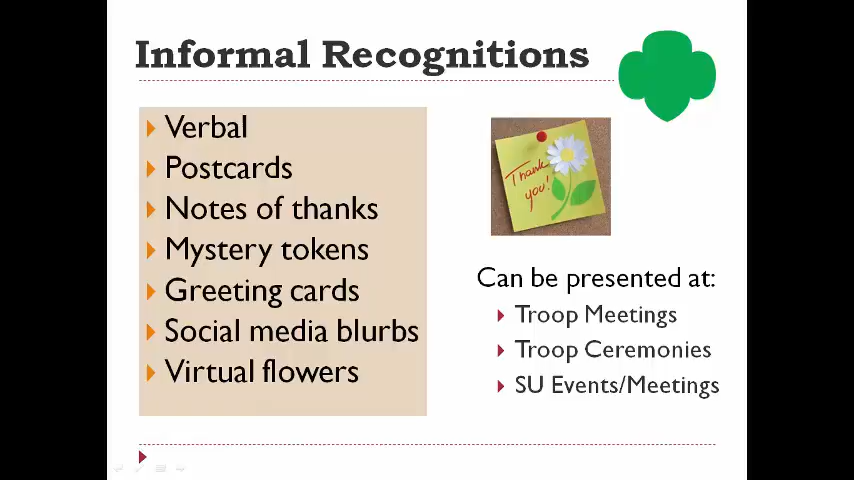 Informal Recognitions
Verbal
Postcards
Notes of thanks
Mystery tokens
Greeting cards
Social media blurbs
Virtual flowers
Thank
you!
Can be presented at:
Troop Meetings
Troop Ceremonies
SU Events/Meetings